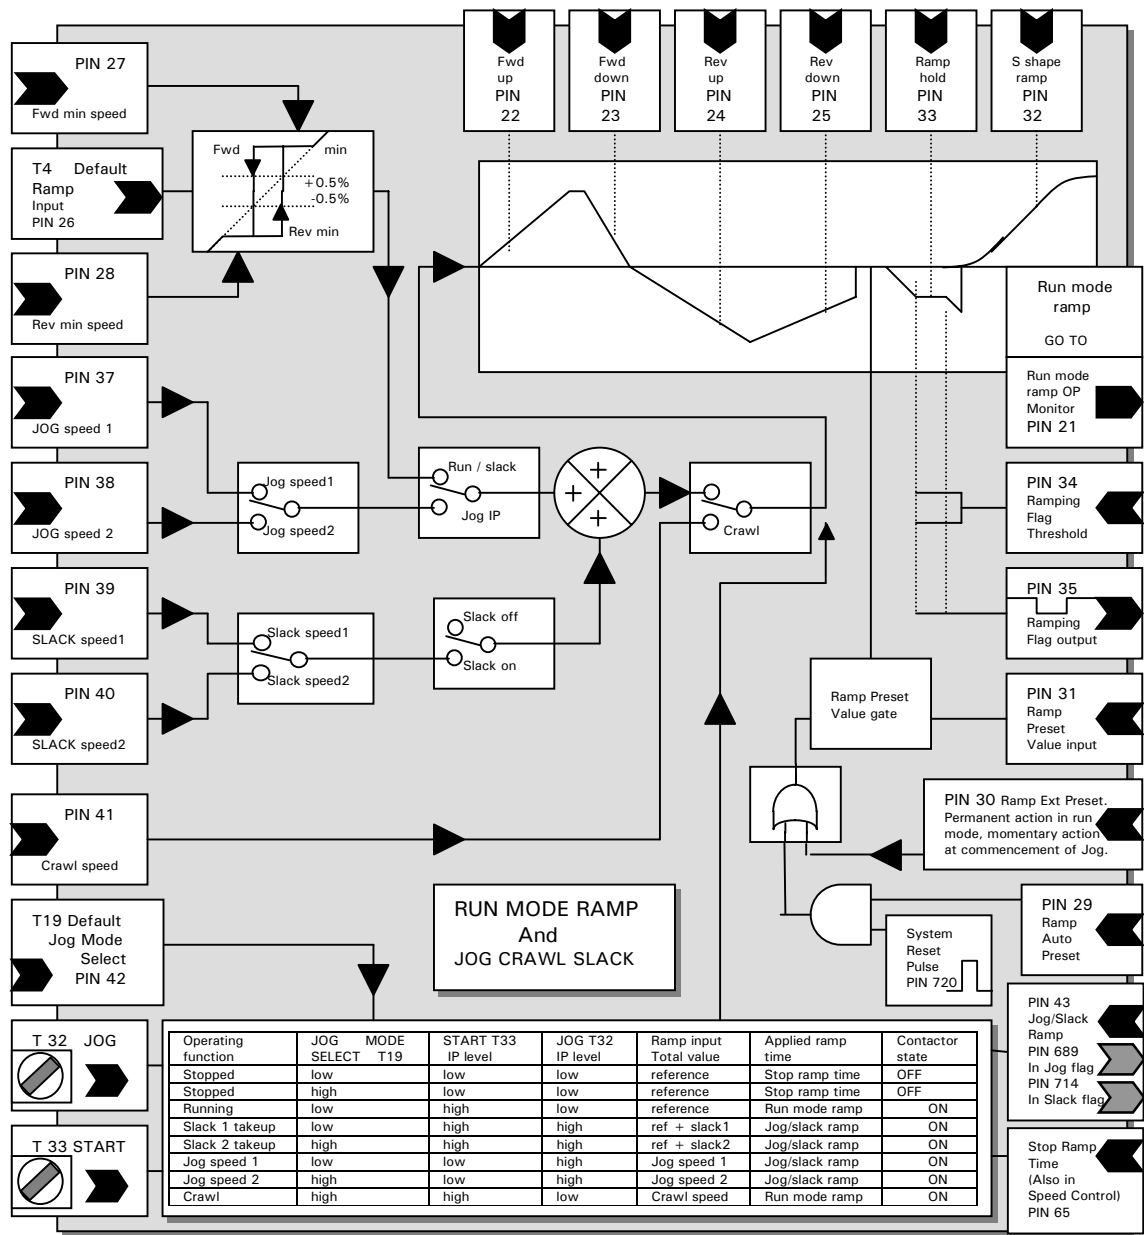 PIN 27
Fwd min speed
T4 Default
Ramp
Input
PIN 26
PIN 28
Rev min speed
PIN 37
JOG speed 1
PIN 38
JOG speed 2
PIN 39
SLACK speed1
PIN 40
SLACK speed2
PIN 41
Crawl speed
T19 Default
Jog Mode
Select
PIN 42
T 32 JOG
T 33 START
Fwd
min
+0.5%
-0.5%
Rev min
Fwd
up
PIN
22
Fwd
down
PIN
23
Rev
up
PIN
24
Rev
down
PIN
25
Ramp
hold
PIN
33
S shape
ramp
PIN
32
Run mode
ramp
GO TO
Run mode
ramp OP
Monitor
PIN 21
PIN 34
Ramping
Flag
Threshold
PIN 35
Ramping
Flag output
PIN 31
Ramp
Preset
Value input
PIN 30 Ramp Ext Preset.
Permanent action in run
mode, momentary action
at commencement of Jog.
PIN 29
Ramp
Auto
Preset
System
Reset
Pulse
PIN 720
PIN 43
Jog/Slack
Ramp
PIN 689
In Jog flag
PIN 714
In Slack flag
Stop Ramp
Time
(Also in
Speed Control)
PIN 65
Jog speed1
Jog speed2
Run / slack
Jog IP
+
+
+
Crawl
Slack speed1
Slack speed2
Slack off
Slack on
Ramp Preset
Value gate
RUN MODE RAMP
And
JOG CRAWL SLACK
Operating JOG MODE START T33 JOG T32 Ramp input Applied ramp Contactor
function SELECT T19 IP level IP level Total value time state
Stopped low low low reference Stop ramp time OFF
Stopped high low low reference Stop ramp time OFF
Running low high low reference Run mode ramp ON
Slack 1 takeup low high high ref + slack1 Jog/slack ramp ON
Slack 2 takeup high high high ref + slack2 Jog/slack ramp ON
Jog speed 1 low low high Jog speed 1 Jog/slack ramp ON
Jog speed 2 high low high Jog speed 2 Jog/slack ramp ON
Crawl high high low Crawl speed Run mode ramp ON